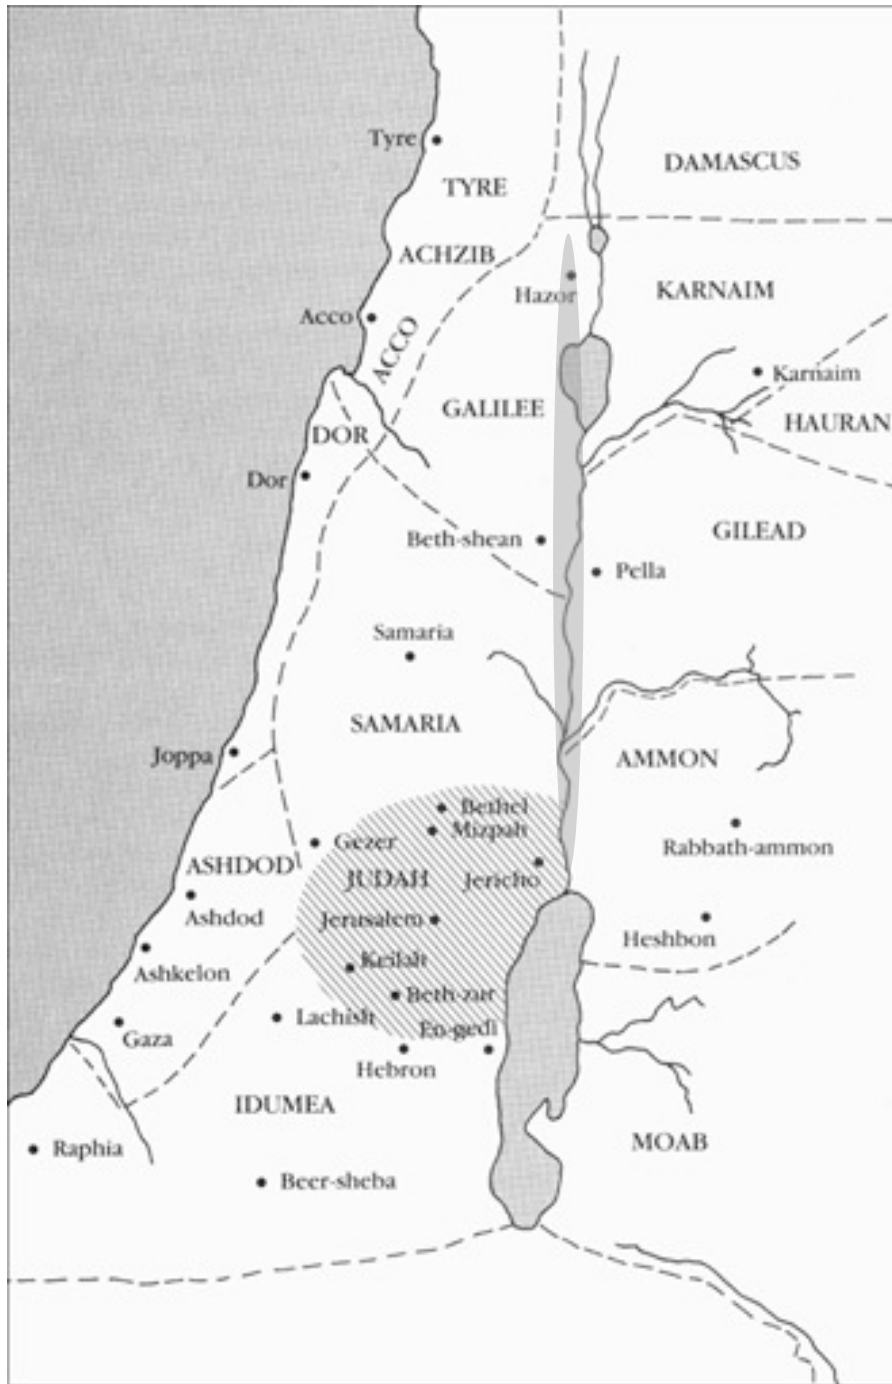 Tyre
TYRE
DAMASCUS
ACHZIB
Hazor
KARNAIM
Acco
ACCO
Karnaim
GALILEE
HAURAN
DOR
Dor
GILEAD
Beth-shean
Pella
Samaria
SAMARIA
Joppa
AMMON
Bethel
Mizpah
Gezer
Rabbath-ammon
ASHDOD
JUDAH
Jericho
Ashdod
Jerusalem
Heshbon
Keilah
Ashkelon
Beth-zur
Lachish
En-gedi
Gaza
Hebron
IDUMEA
MOAB
Raphia
Beer-sheba